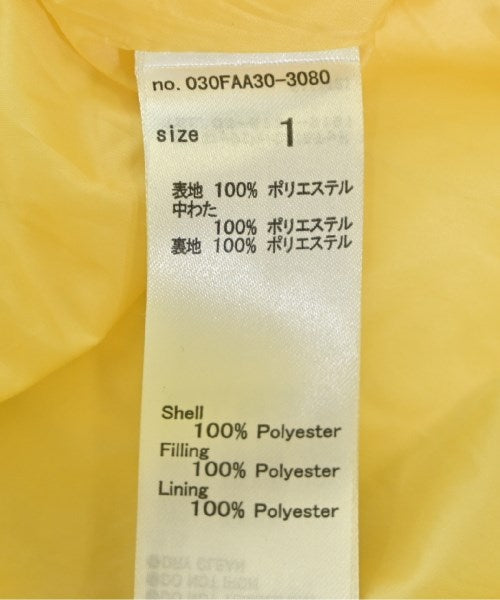 no. 030FAA30-3080
size 1
表地 100% ポリエステル
中わた
100% ポリエステル
裏地 100% ポリエステル
Shell
100% Polyester
Filling
100% Polyester
Lining
100% Polyester